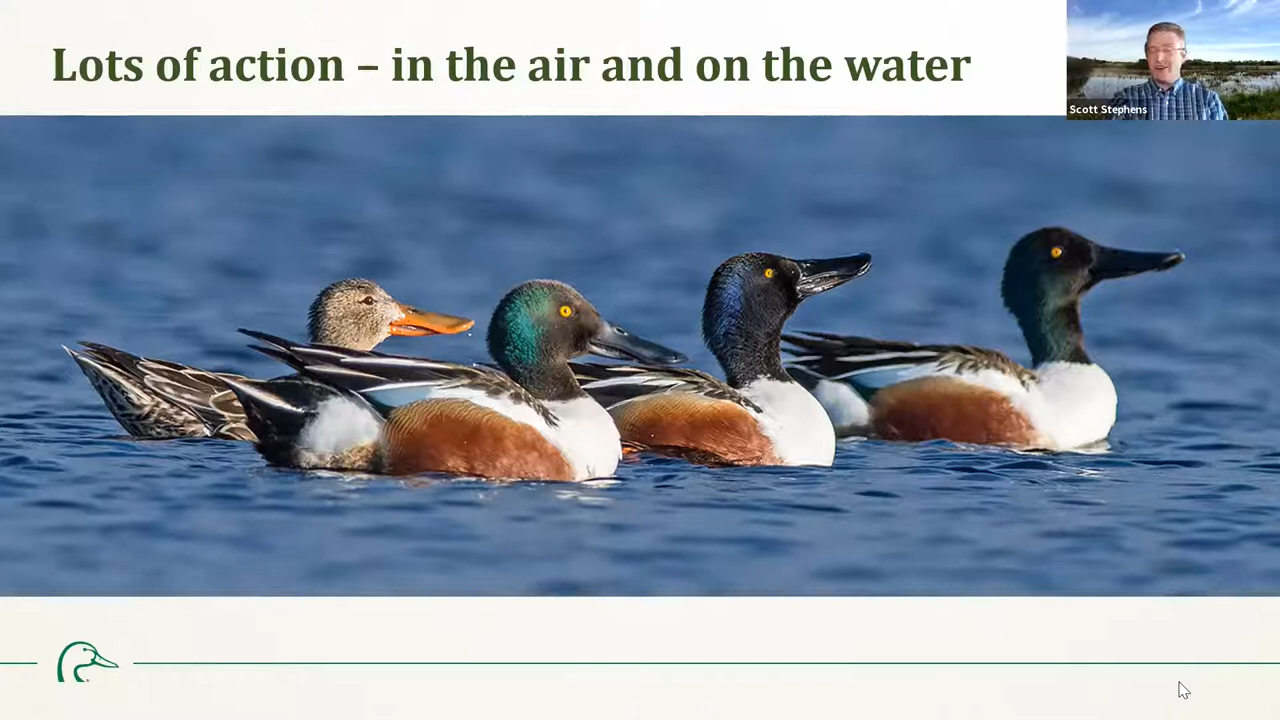 Lots of action – in the air and on the water
Scott Stephens